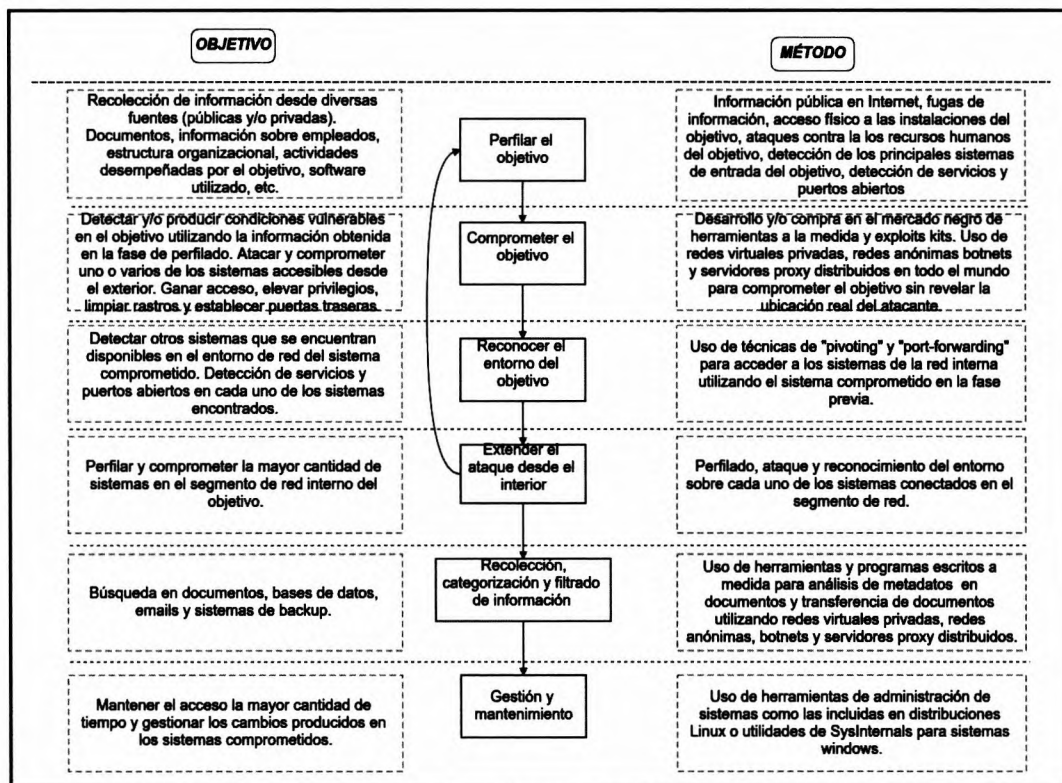 OBJETIVO
MÉTODO
Recolección de información desde diversas
fuentes (públicas y/o privadas).
Documentos, información sobre empleados,
estructura organizacional, actividades
desempeñadas por el objetivo, software
utilizado, etc.
Perfilar el
objetivo
Información pública en Internet, fugas de
información, acceso físico a las instalaciones del
objetivo, ataques contra la los recursos humanos
del objetivo, detección de los principales sistemas
de entrada del objetivo, detección de servicios y
puertos abiertos
Detectar y/o producir condiciones vulnerables
en el objetivo utilizando la información obtenida
en la fase de perfilado. Atacar y comprometer
uno o varios de los sistemas accesibles desde
el exterior. Ganar acceso, elevar privilegios,
limpiar rastros y establecer puertas traseras.
Comprometer el
objetivo
Desarrollo y/o compra en el mercado negro de
herramientas a la medida y exploits kits. Uso de
redes virtuales privadas, redes anónimas botnets
y servidores proxy distribuidos en todo el mundo
para comprometer el objetivo sin revelar la
ubicación real del atacante.
Detectar otros sistemas que se encuentran
disponibles en el entorno de red del sistema
comprometido. Detección de servicios y
puertos abiertos en cada uno de los sistemas
encontrados.
Reconocer el
entorno del
objetivo
Uso de técnicas de "pivoting" y "port-forwarding"
para acceder a los sistemas de la red interna
utilizando el sistema comprometido en la fase
previa.
Perfilar y comprometer la mayor cantidad de
sistemas en el segmento de red interno del
objetivo.
Extender el
ataque desde el
interior
Perfilado, ataque y reconocimiento del entorno
sobre cada uno de los sistemas conectados en el
segmento de red.
Búsqueda en documentos, bases de datos,
emails y sistemas de backup.
Recolección,
categorización y filtrado
de información
Uso de herramientas y programas escritos a
medida para análisis de metadatos en
documentos y transferencia de documentos
utilizando redes virtuales privadas, redes
anónimas, botnets y servidores proxy distribuidos.
Mantener el acceso la mayor cantidad de
tiempo y gestionar los cambios producidos en
los sistemas comprometidos.
Gestión y
mantenimiento
Uso de herramientas de administración de
sistemas como las incluidas en distribuciones
Linux o utilidades de SysInternals para sistemas
windows.